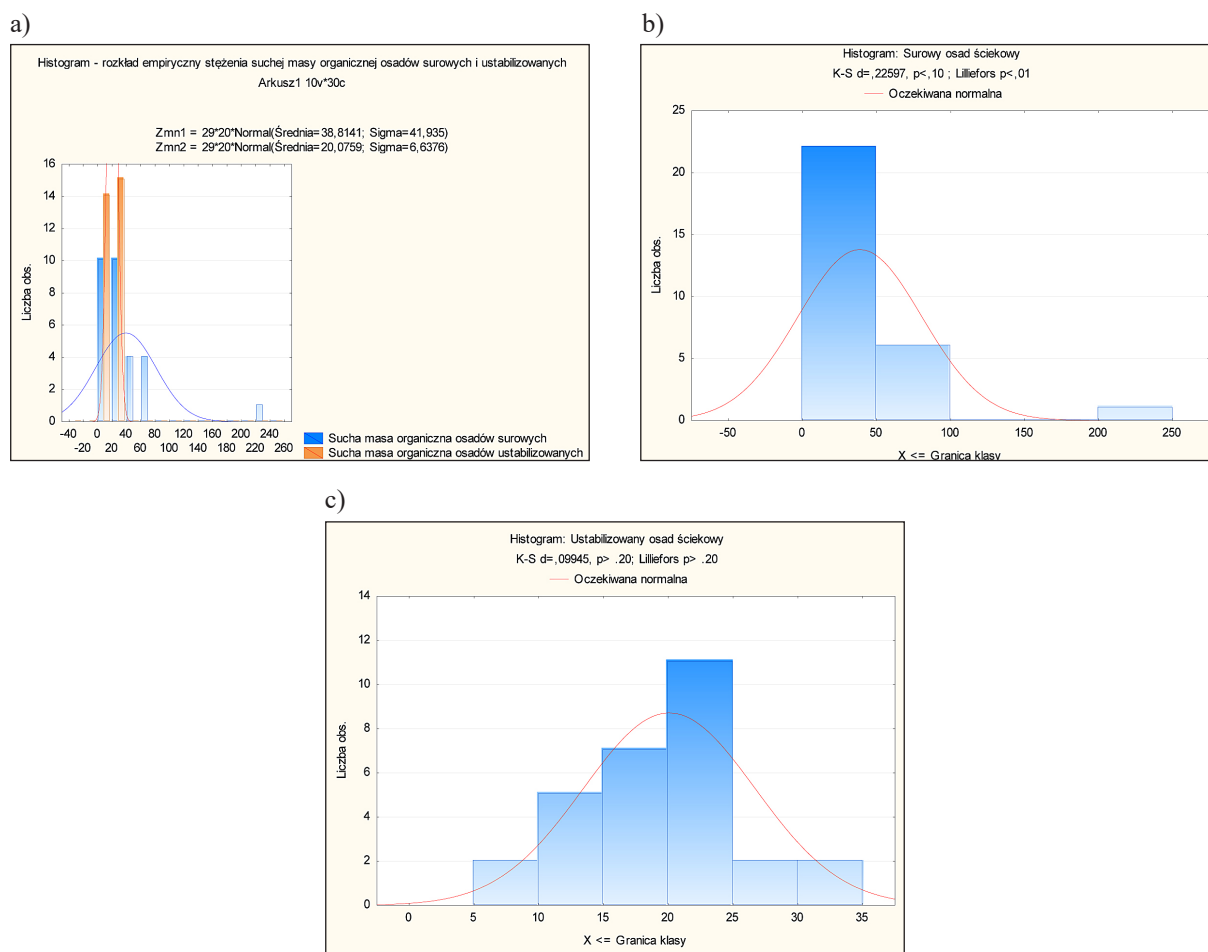 a)
Histogram - rozkład empiryczny stężenia suchej masy organicznej osadów surowych i ustabilizowanych
Arkusz1 10v*30c
Zmn1 = 29*20*Normal(Średnia=38,8141; Sigma=41,935)
Zmn2 = 29*20*Normal(Średnia=20,0759; Sigma=6,6376)
16
14
12
10
8
6
4
2
0
Liczba obs.
-40 0 40 80 120 160 200 240
-20 20 60 100 140 180 220 260
Sucha masa organiczna osadów surowych
Sucha masa organiczna osadów ustabilizowanych
b)
Histogram: Surowy osad ściekowy
K-S d=,22597, p<,10 ; Lilliefors p<,01
Oczekiwana normalna
25
20
15
10
5
0
Liczba obs.
-50 0 50 100 150 200 250
X <= Granica klasy
c)
Histogram: Ustabilizowany osad ściekowy
K-S d=,09945, p> .20; Lilliefors p> .20
Oczekiwana normalna
14
12
10
8
6
4
2
0
Liczba obs.
0 5 10 15 20 25 30 35
X <= Granica klasy